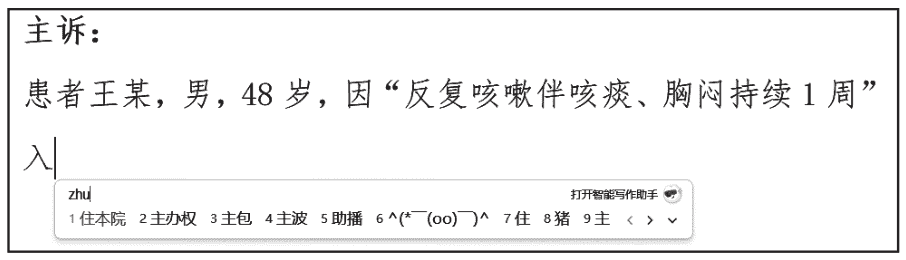 主诉：
患者王某，男，48 岁，因“反复咳嗽伴咳痰、胸闷持续 1 周”
入
zhu 打开智能写作助手
1 住本院 2 主办权 3 主包 4 主波 5 助播 6 ^(*￣(oo)￣)^ 7 住 8 猪 9 主